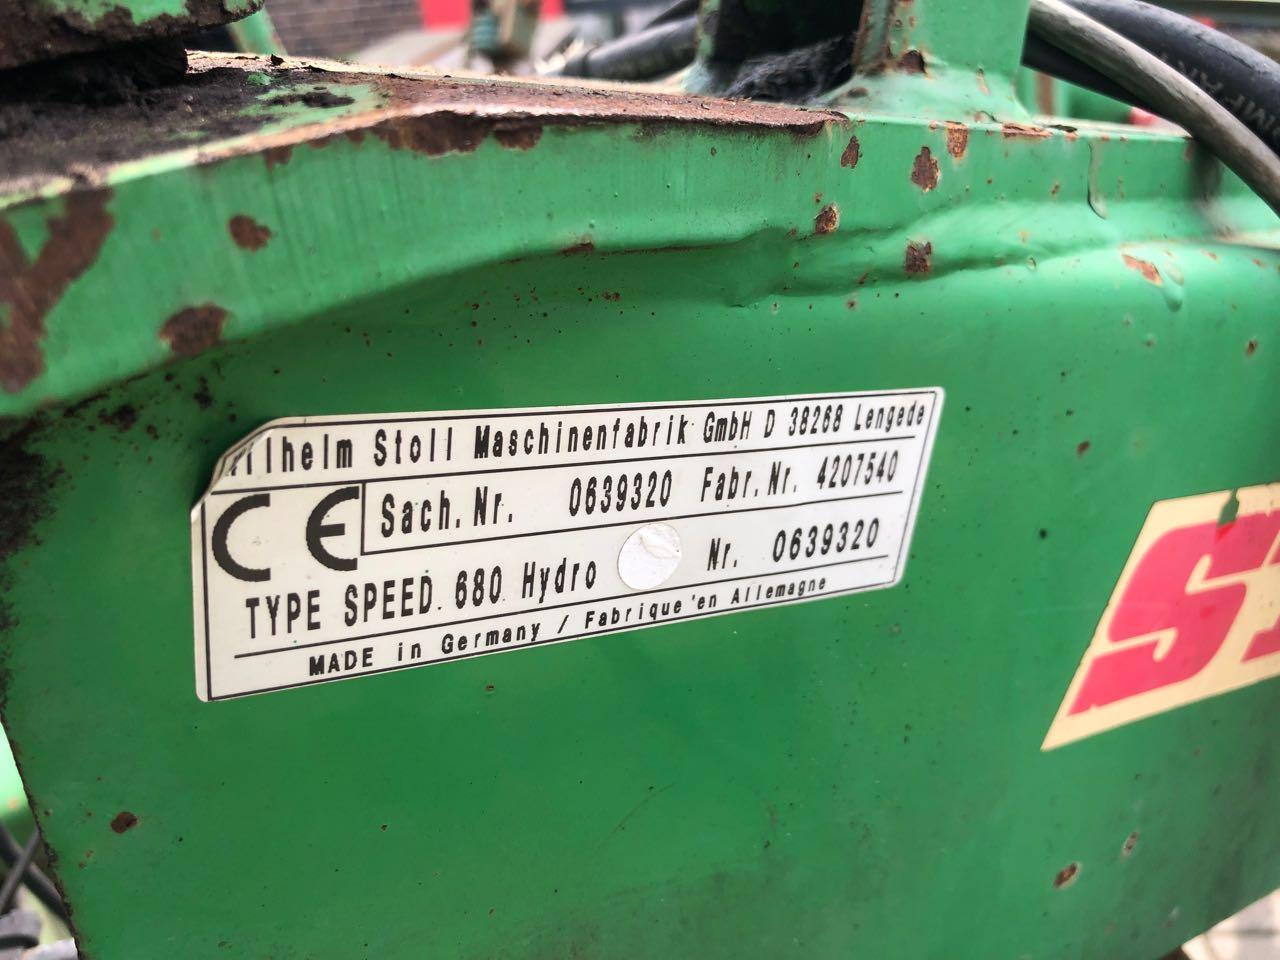 Wilhelm Stoll Maschinenfabrik GmbH D 38268 Lengede
CE Sach.Nr. 0639320 Fabr.Nr. 4207540
TYPE SPEED. 680 Hydro Nr. 0639320
MADE in Germany / Fabrique'en Allemagne